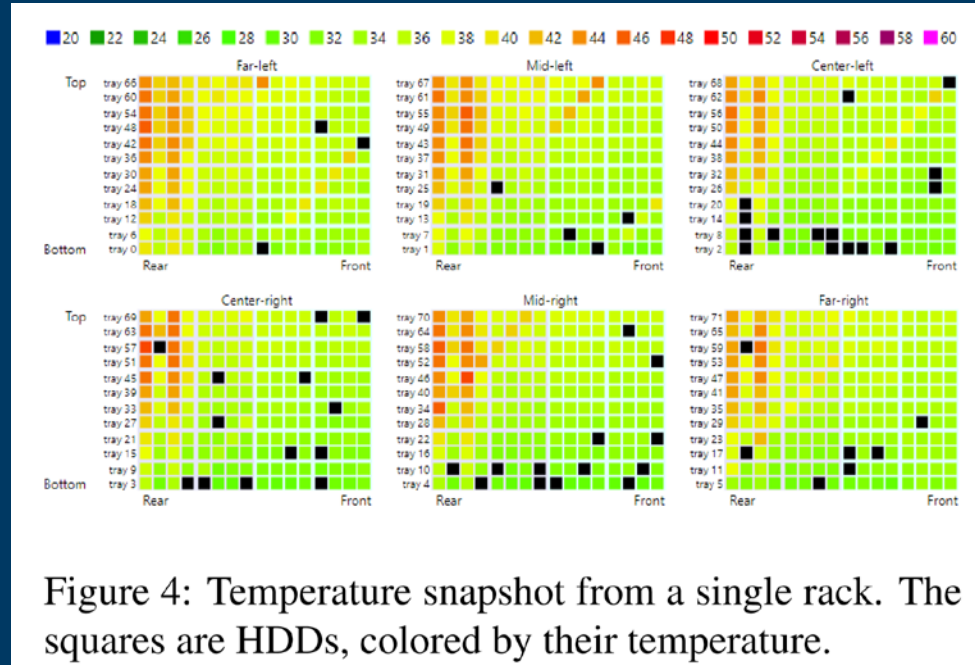 20 22 24 26 28 30 32 34 36 38 40 42 44 46 48 50 52 54 56 58 60
Far-left Mid-left Center-left
Top tray 66 tray 67 tray 68
tray 60 tray 61 tray 62
tray 54 tray 55 tray 56
tray 48 tray 49 tray 50
tray 42 tray 43 tray 44
tray 36 tray 37 tray 38
tray 30 tray 31 tray 32
tray 24 tray 25 tray 26
tray 18 tray 19 tray 20
tray 12 tray 13 tray 14
tray 6 tray 7 tray 8
Bottom tray 0 tray 1 tray 2
Rear Front Rear Front Rear Front
Center-right Mid-right Far-right
Top tray 69 tray 70 tray 71
tray 63 tray 64 tray 65
tray 57 tray 58 tray 59
tray 51 tray 52 tray 53
tray 45 tray 46 tray 47
tray 39 tray 40 tray 41
tray 33 tray 34 tray 35
tray 27 tray 28 tray 29
tray 21 tray 22 tray 23
tray 15 tray 16 tray 17
tray 9 tray 10 tray 11
Bottom tray 3 tray 4 tray 5
Rear Front Rear Front Rear Front
Figure 4: Temperature snapshot from a single rack. The
squares are HDDs, colored by their temperature.